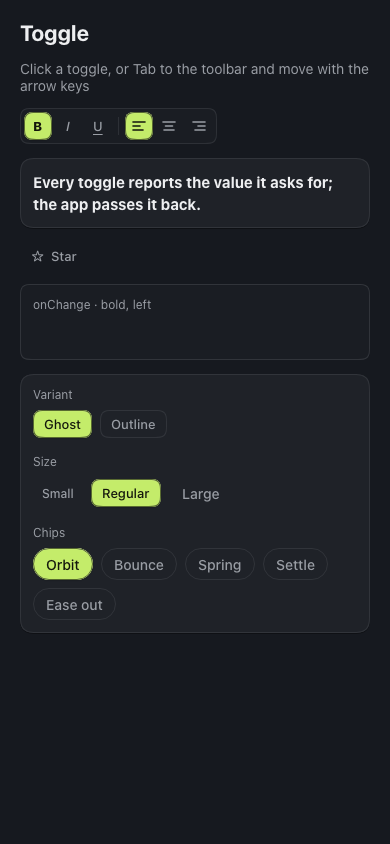 Toggle
Click a toggle, or Tab to the toolbar and move with the
arrow keys
B I U
Every toggle reports the value it asks for;
the app passes it back.
Star
onChange · bold, left
Variant
Ghost Outline
Size
Small Regular Large
Chips
Orbit Bounce Spring Settle
Ease out